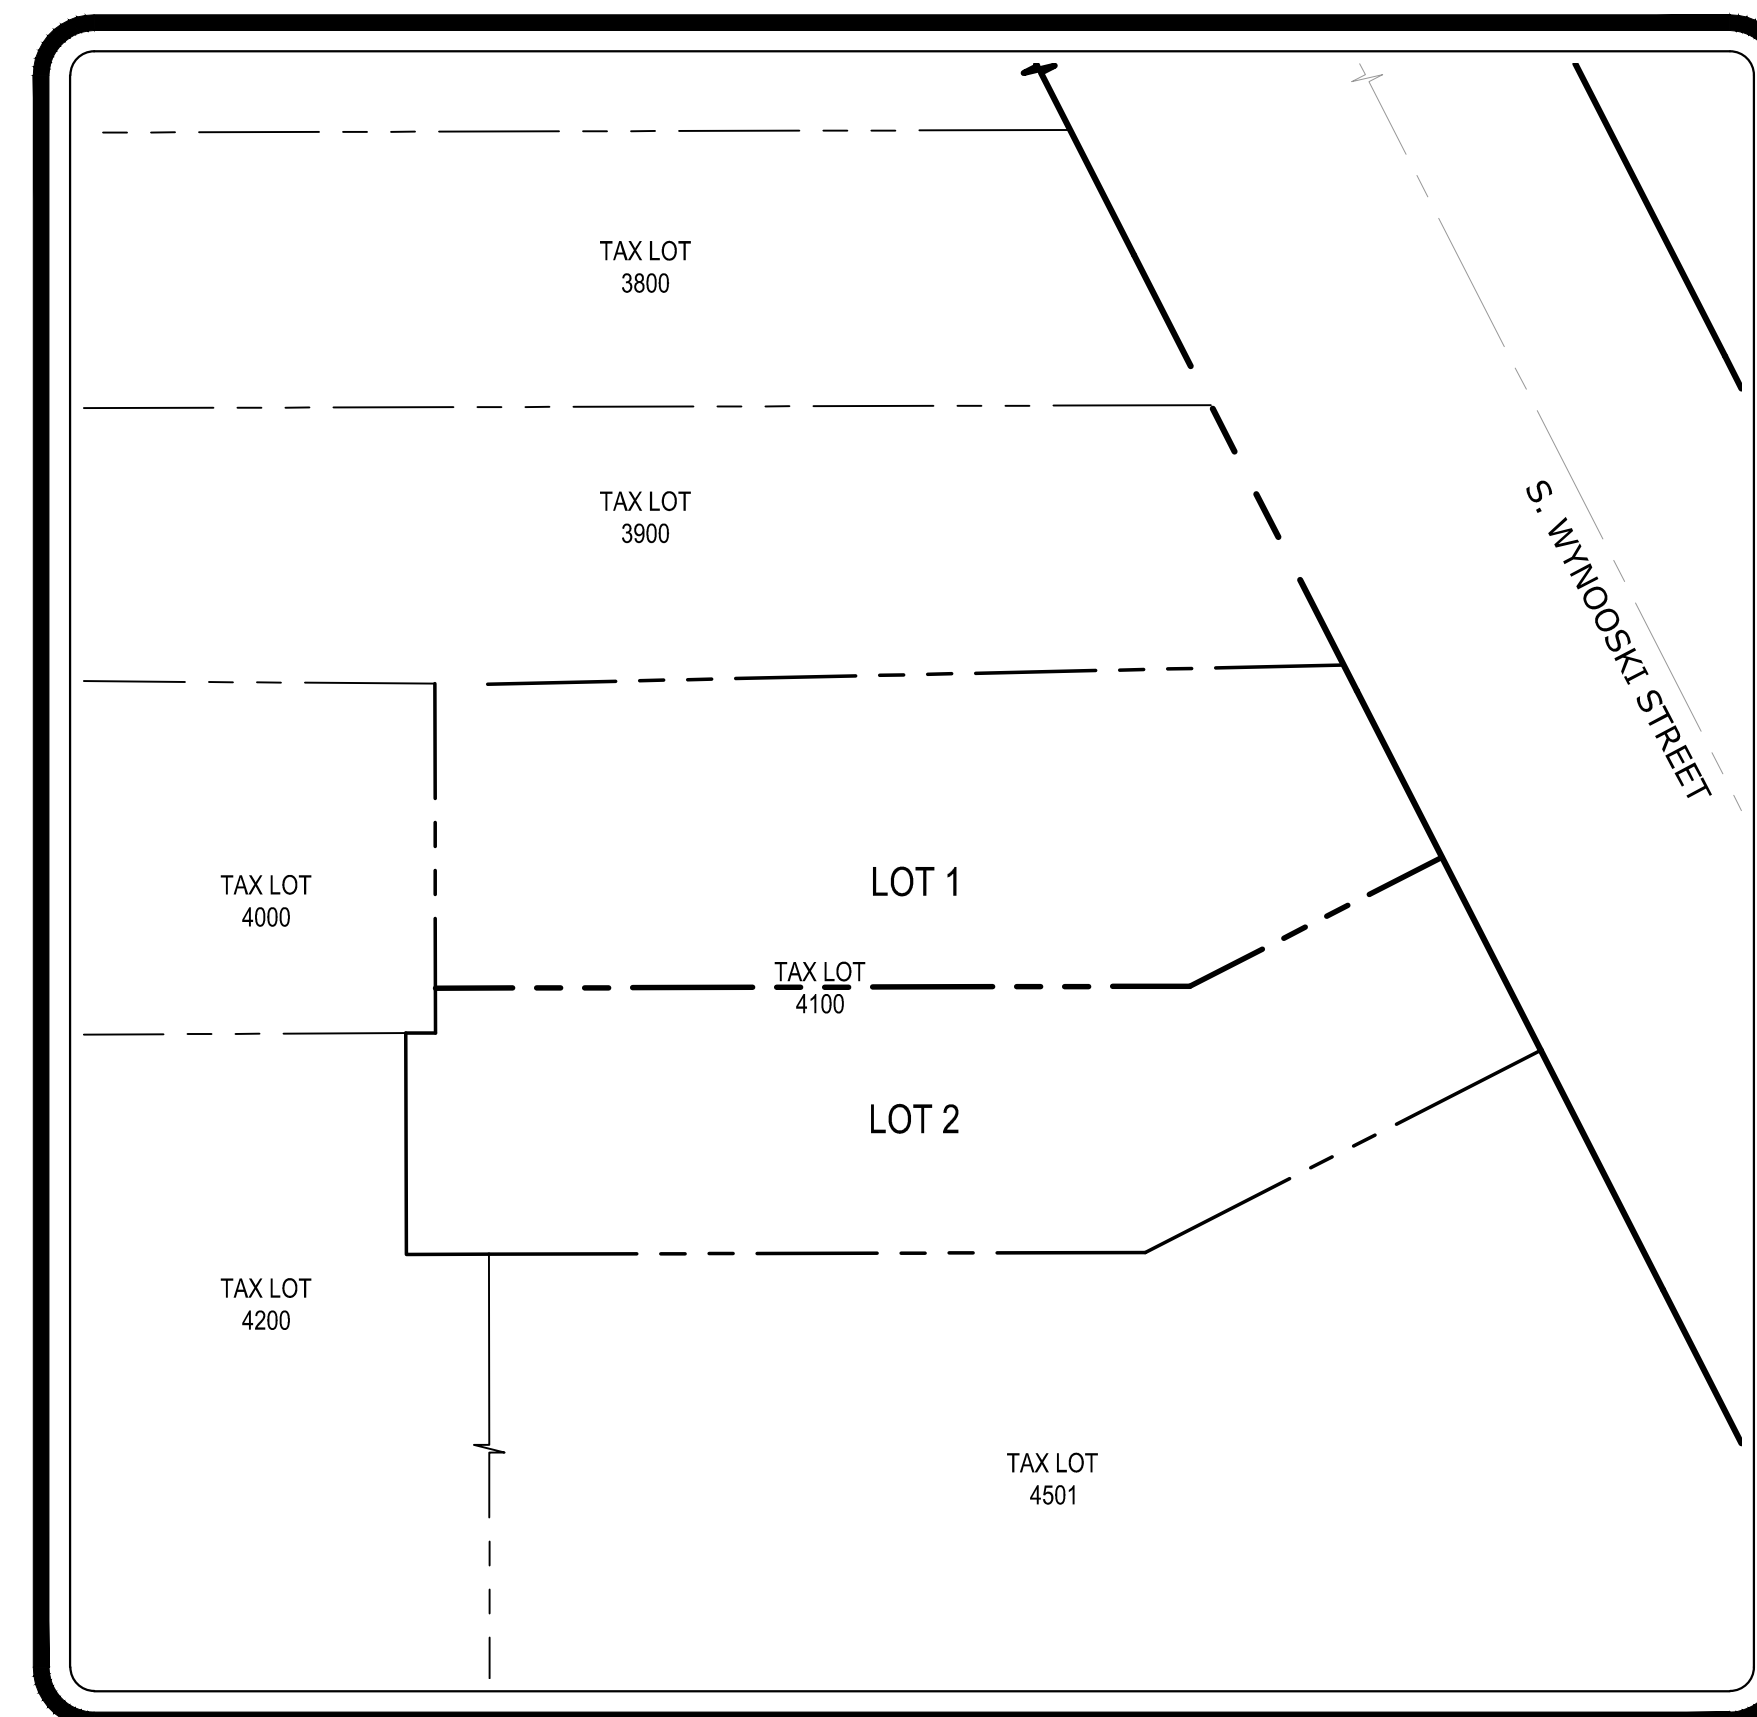 TAX LOT
3800
TAX LOT
3900
S. WYNOOSKI STREET
TAX LOT
4000
LOT 1
TAX LOT
4100
LOT 2
TAX LOT
4200
TAX LOT
4501